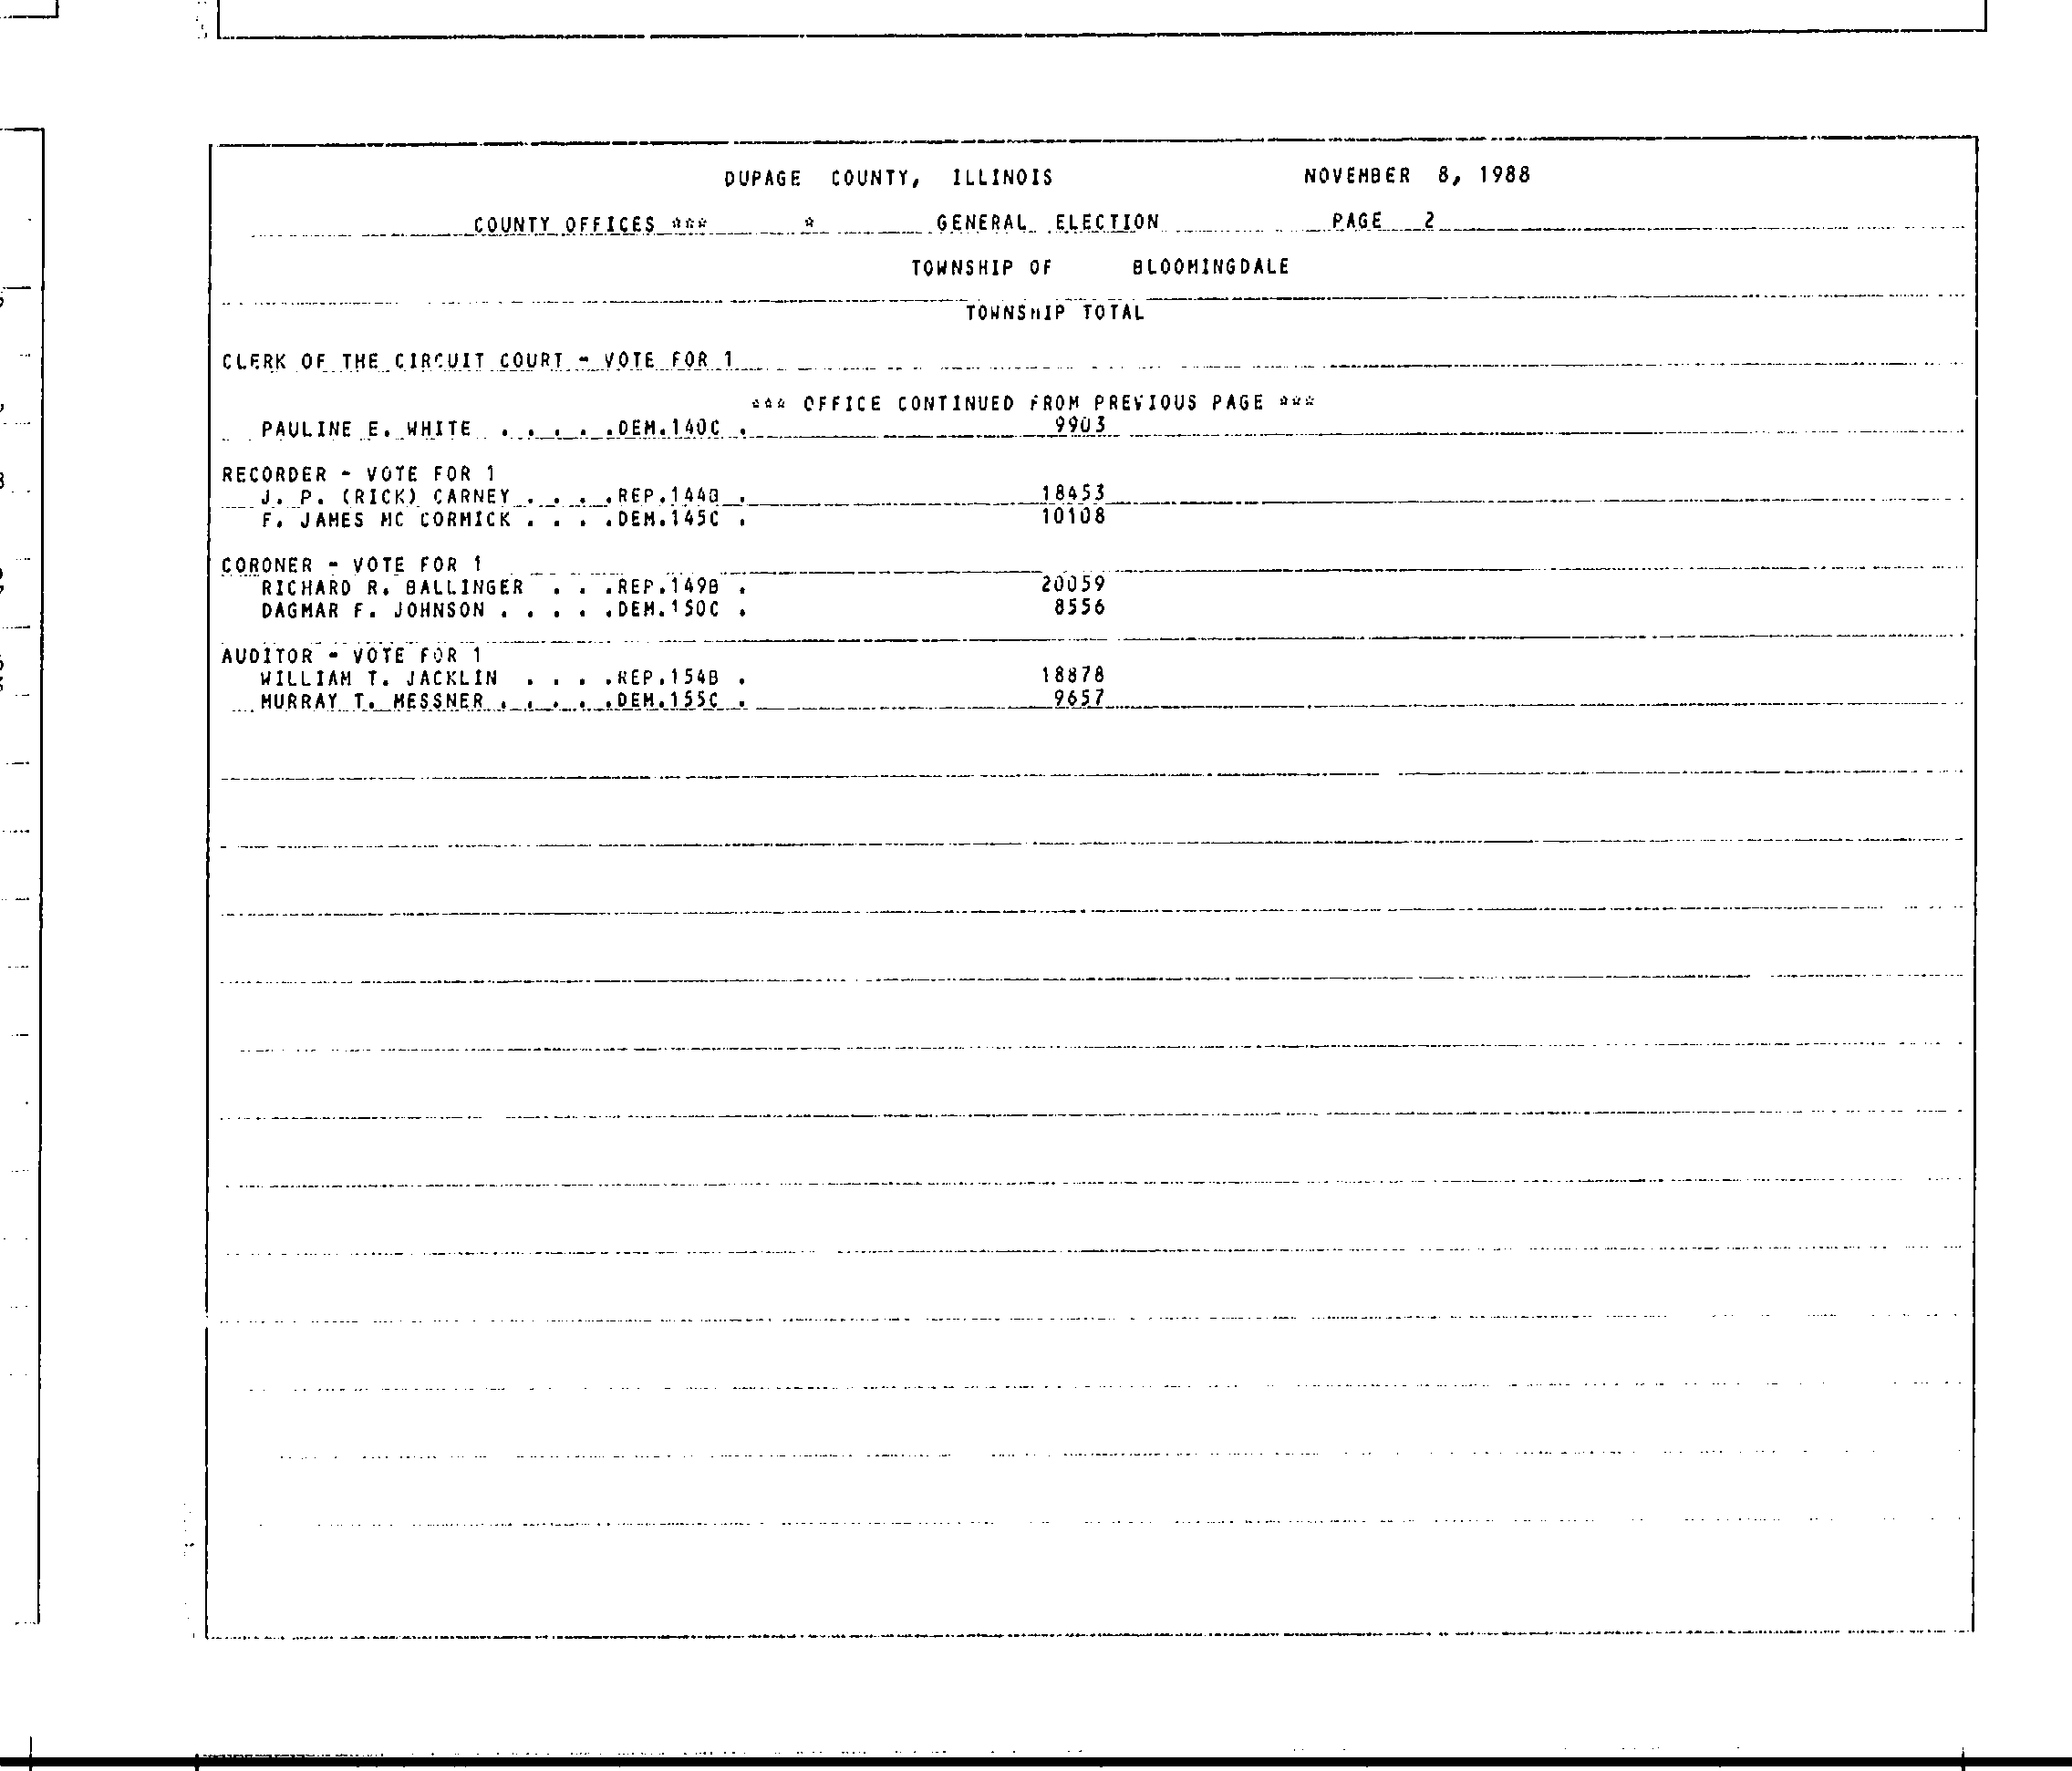 DUPAGE COUNTY, ILLINOIS NOVEMBER 8, 1988
COUNTY OFFICES *** * GENERAL ELECTION PAGE 2
TOWNSHIP OF BLOOMINGDALE
TOWNSHIP TOTAL
CLERK OF THE CIRCUIT COURT - VOTE FOR 1
*** OFFICE CONTINUED FROM PREVIOUS PAGE ***
PAULINE E. WHITE . . . . .DEM.140C . 9903
RECORDER - VOTE FOR 1
J. P. (RICK) CARNEY . . . .REP.144B . 18453
F. JAMES MC CORMICK . . . .DEM.145C . 10108
CORONER - VOTE FOR 1
RICHARD R. BALLINGER . . .REP.149B . 20059
DAGMAR F. JOHNSON . . . . .DEM.150C . 8556
AUDITOR - VOTE FOR 1
WILLIAM T. JACKLIN . . . .REP.154B . 18878
MURRAY T. MESSNER . . . . .DEM.155C . 9657